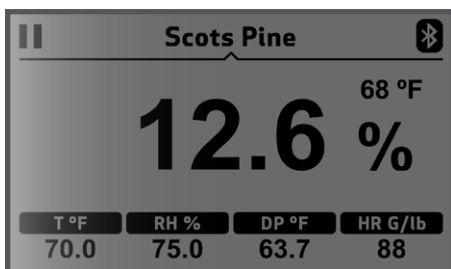 Scots Pine
68 ºF
12.6 %
T ºF RH % DP ºF HR G/lb
70.0 75.0 63.7 88